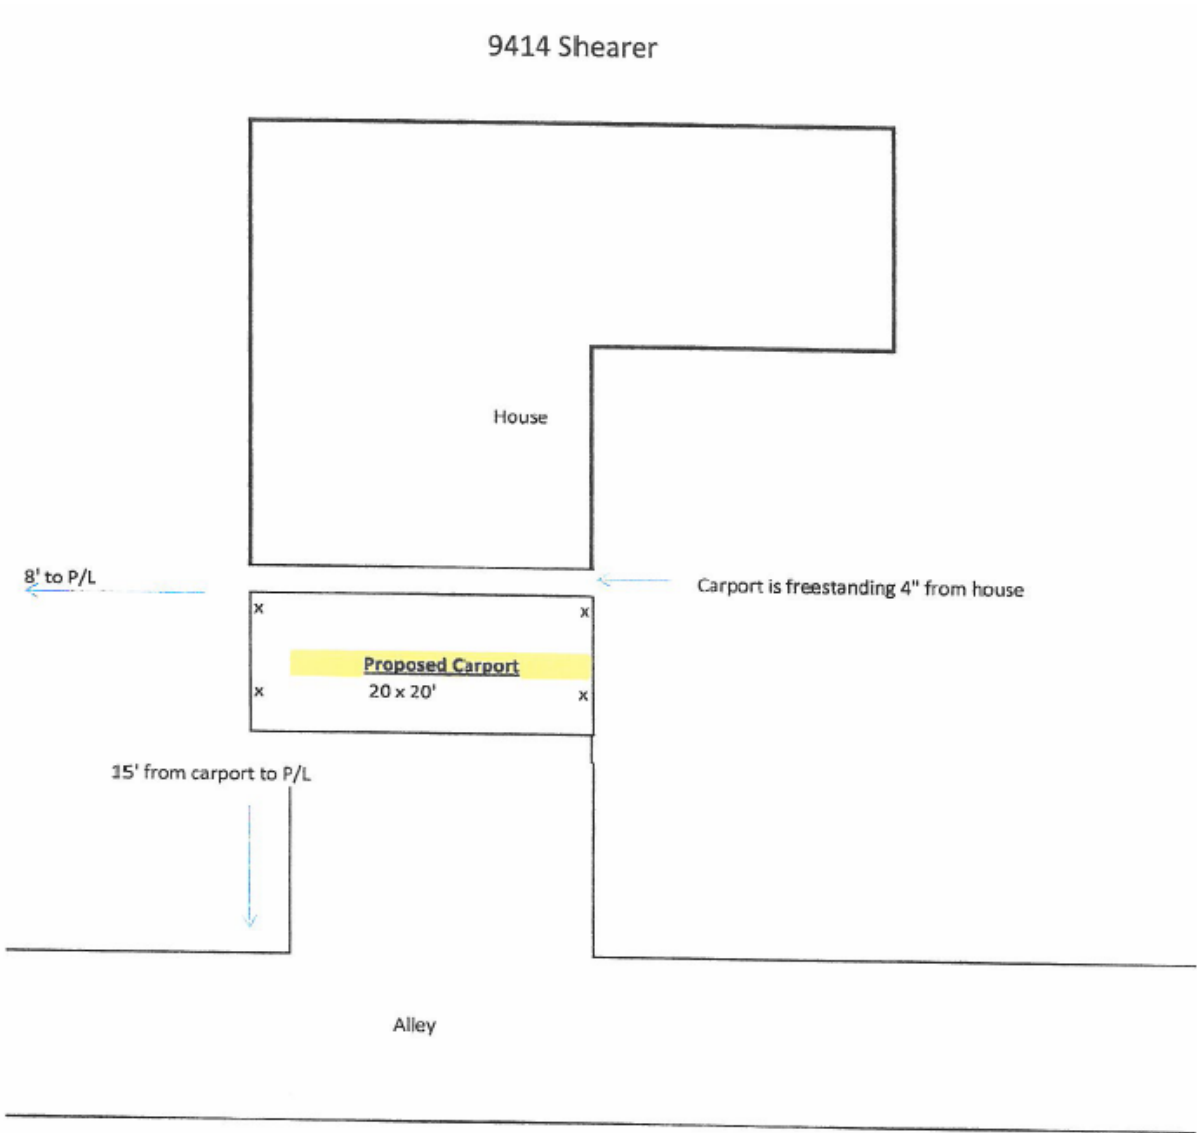 9414 Shearer
House
8' to P/L
Carport is freestanding 4" from house
x x
Proposed Carport
x 20 x 20' x
15' from carport to P/L
Alley